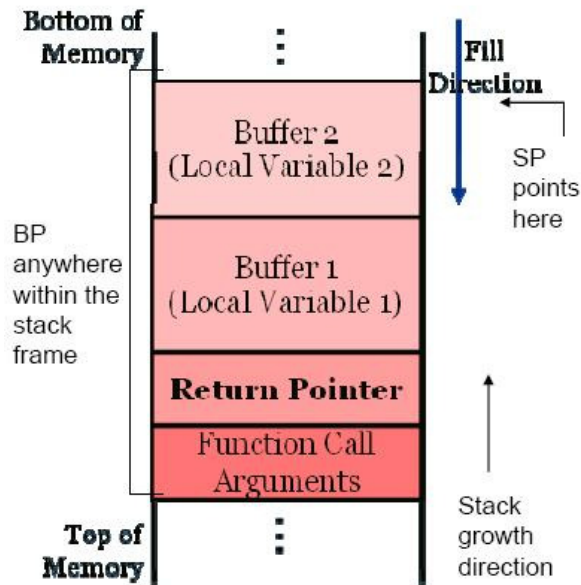 Bottom of
Memory
Fill
Direction
Buffer 2
(Local Variable 2)
SP
points
here
BP
anywhere
within the
stack
frame
Buffer 1
(Local Variable 1)
Return Pointer
Function Call
Arguments
Stack
growth
direction
Top of
Memory